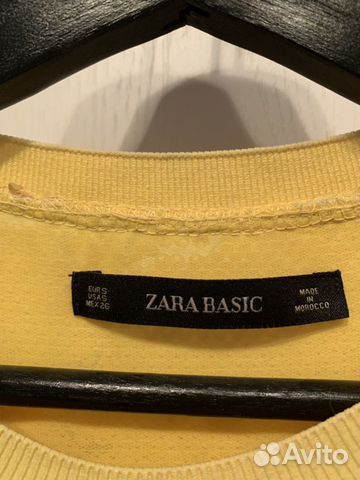 EUR S
USA S
MEX 26
ZARA BASIC
MADE
IN
MOROCCO
Avito